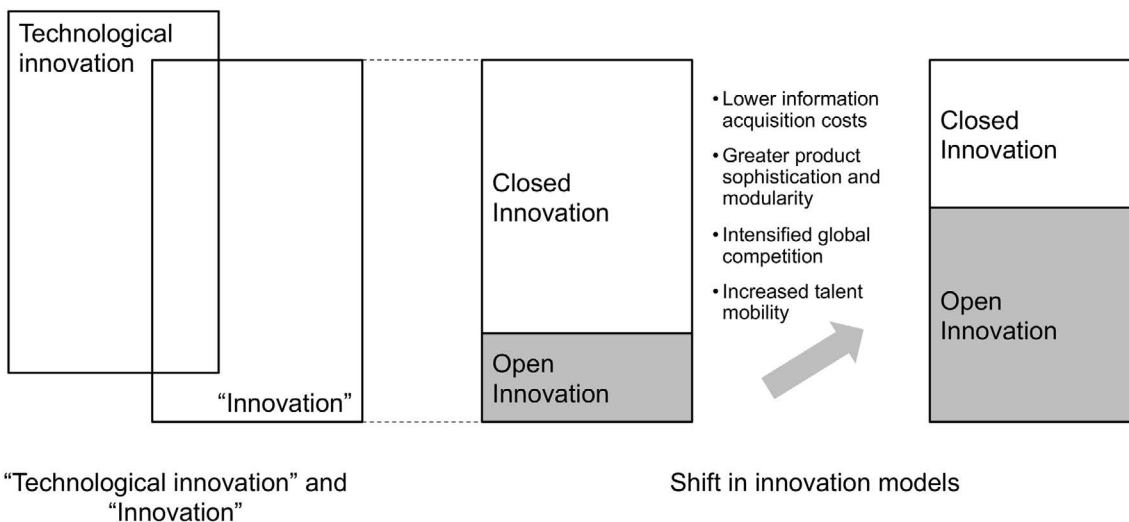 Technological
innovation
“Innovation”
Closed
Innovation
Open
Innovation
• Lower information
acquisition costs
• Greater product
sophistication and
modularity
• Intensified global
competition
• Increased talent
mobility
Closed
Innovation
Open
Innovation
“Technological innovation” and
“Innovation”
Shift in innovation models